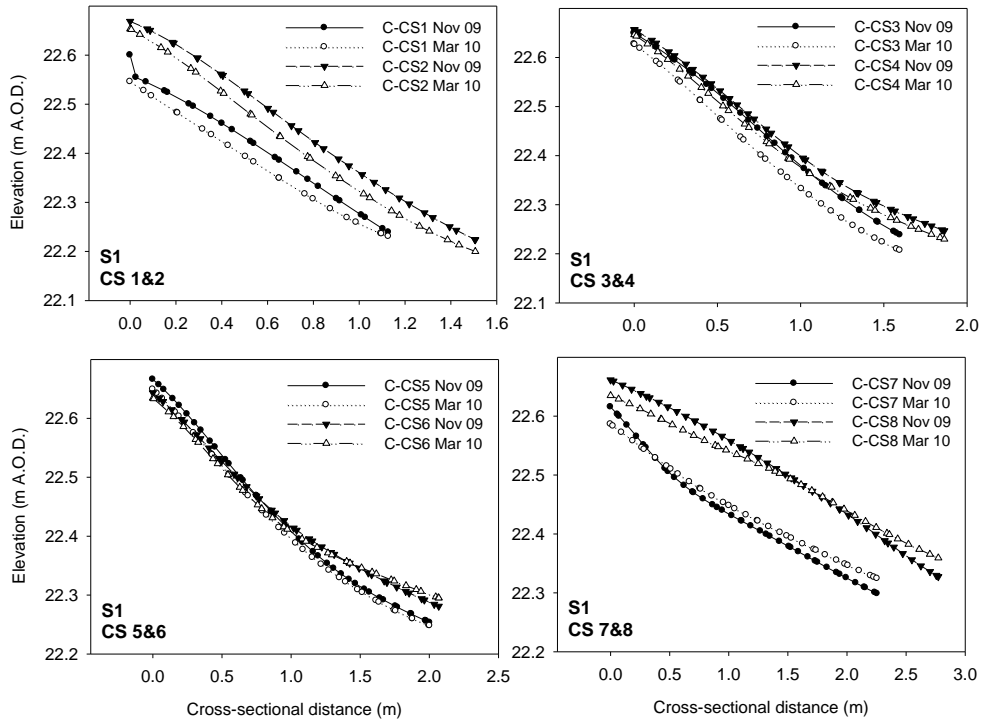 C-CS1 Nov 09
C-CS1 Mar 10
C-CS2 Nov 09
C-CS2 Mar 10
Elevation (m A.O.D.)
22.6
22.5
22.4
22.3
22.2
22.1
S1
CS 1&2
0.0 0.2 0.4 0.6 0.8 1.0 1.2 1.4 1.6
C-CS3 Nov 09
C-CS3 Mar 10
C-CS4 Nov 09
C-CS4 Mar 10
22.6
22.5
22.4
22.3
22.2
22.1
S1
CS 3&4
0.0 0.5 1.0 1.5 2.0
C-CS5 Nov 09
C-CS5 Mar 10
C-CS6 Nov 09
C-CS6 Mar 10
Elevation (m A.O.D.)
22.6
22.5
22.4
22.3
22.2
S1
CS 5&6
0.0 0.5 1.0 1.5 2.0 2.5
Cross-sectional distance (m)
C-CS7 Nov 09
C-CS7 Mar 10
C-CS8 Nov 09
C-CS8 Mar 10
22.6
22.5
22.4
22.3
22.2
S1
CS 7&8
0.0 0.5 1.0 1.5 2.0 2.5 3.0
Cross-sectional distance (m)